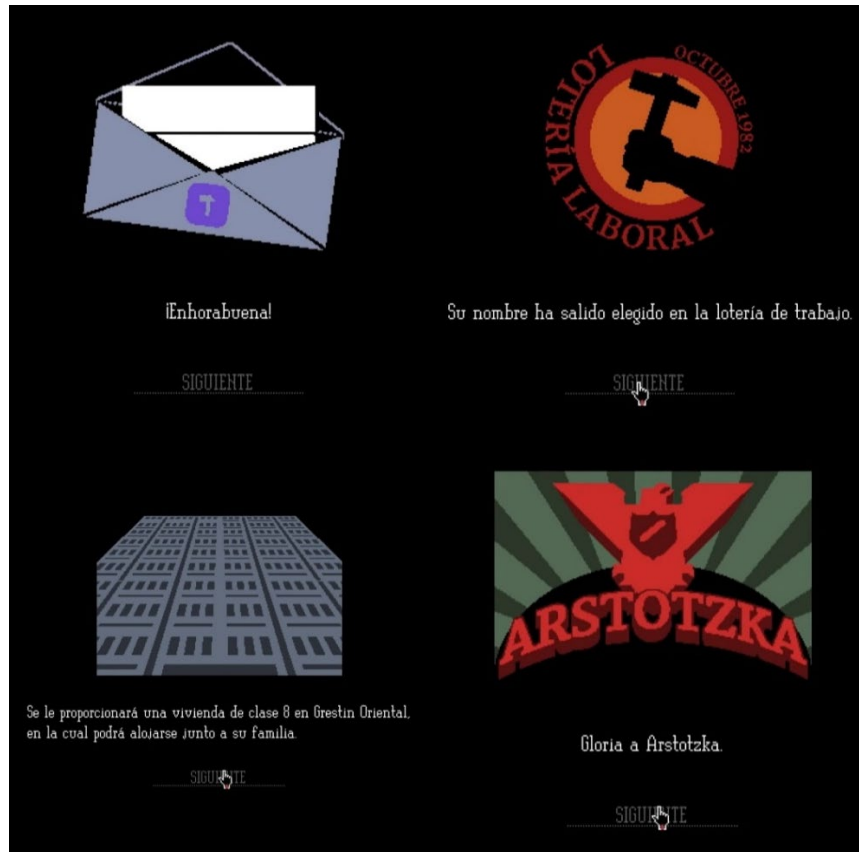 ¡Enhorabuena!
SIGUIENTE
LOTERÍA LABORAL
OCTUBRE 1982
Su nombre ha salido elegido en la lotería de trabajo.
SIGUIENTE
Se le proporcionará una vivienda de clase 8 en Grestin Oriental,
en la cual podrá alojarse junto a su familia.
SIGUIENTE
ARSTOTZKA
Gloria a Arstotzka.
SIGUIENTE